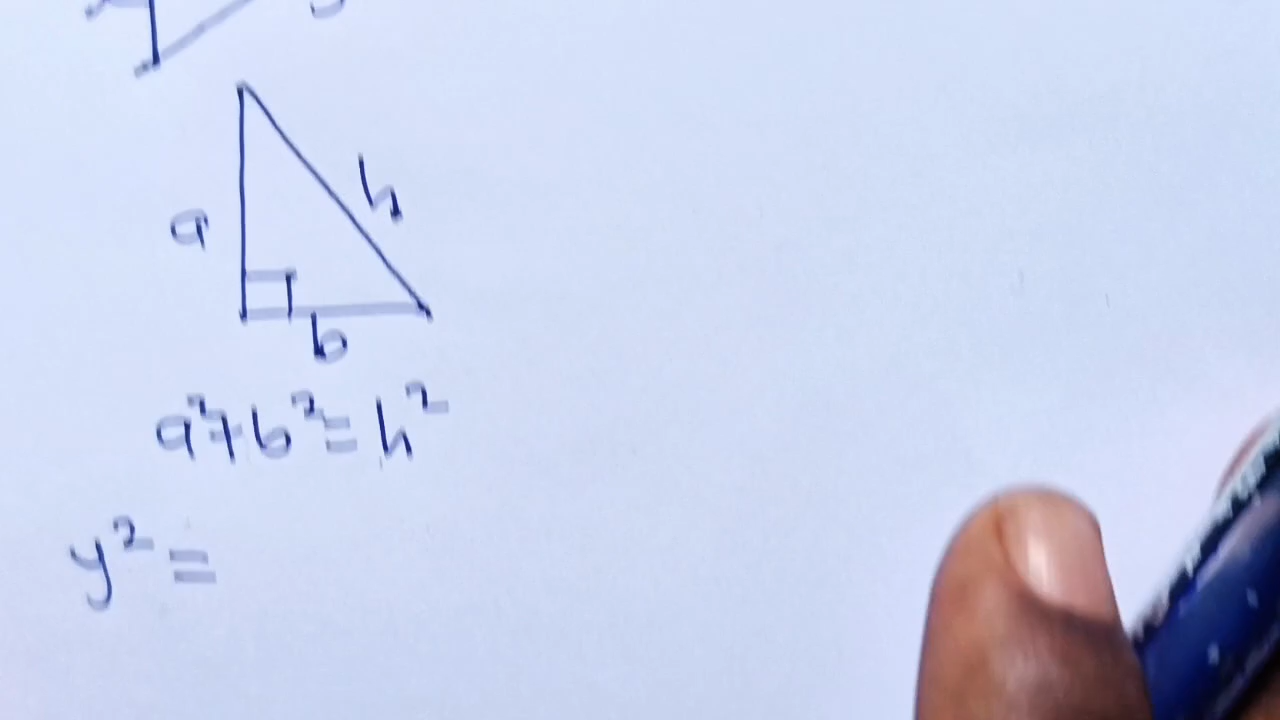 h
a
b
a²+b²=h²
y²=